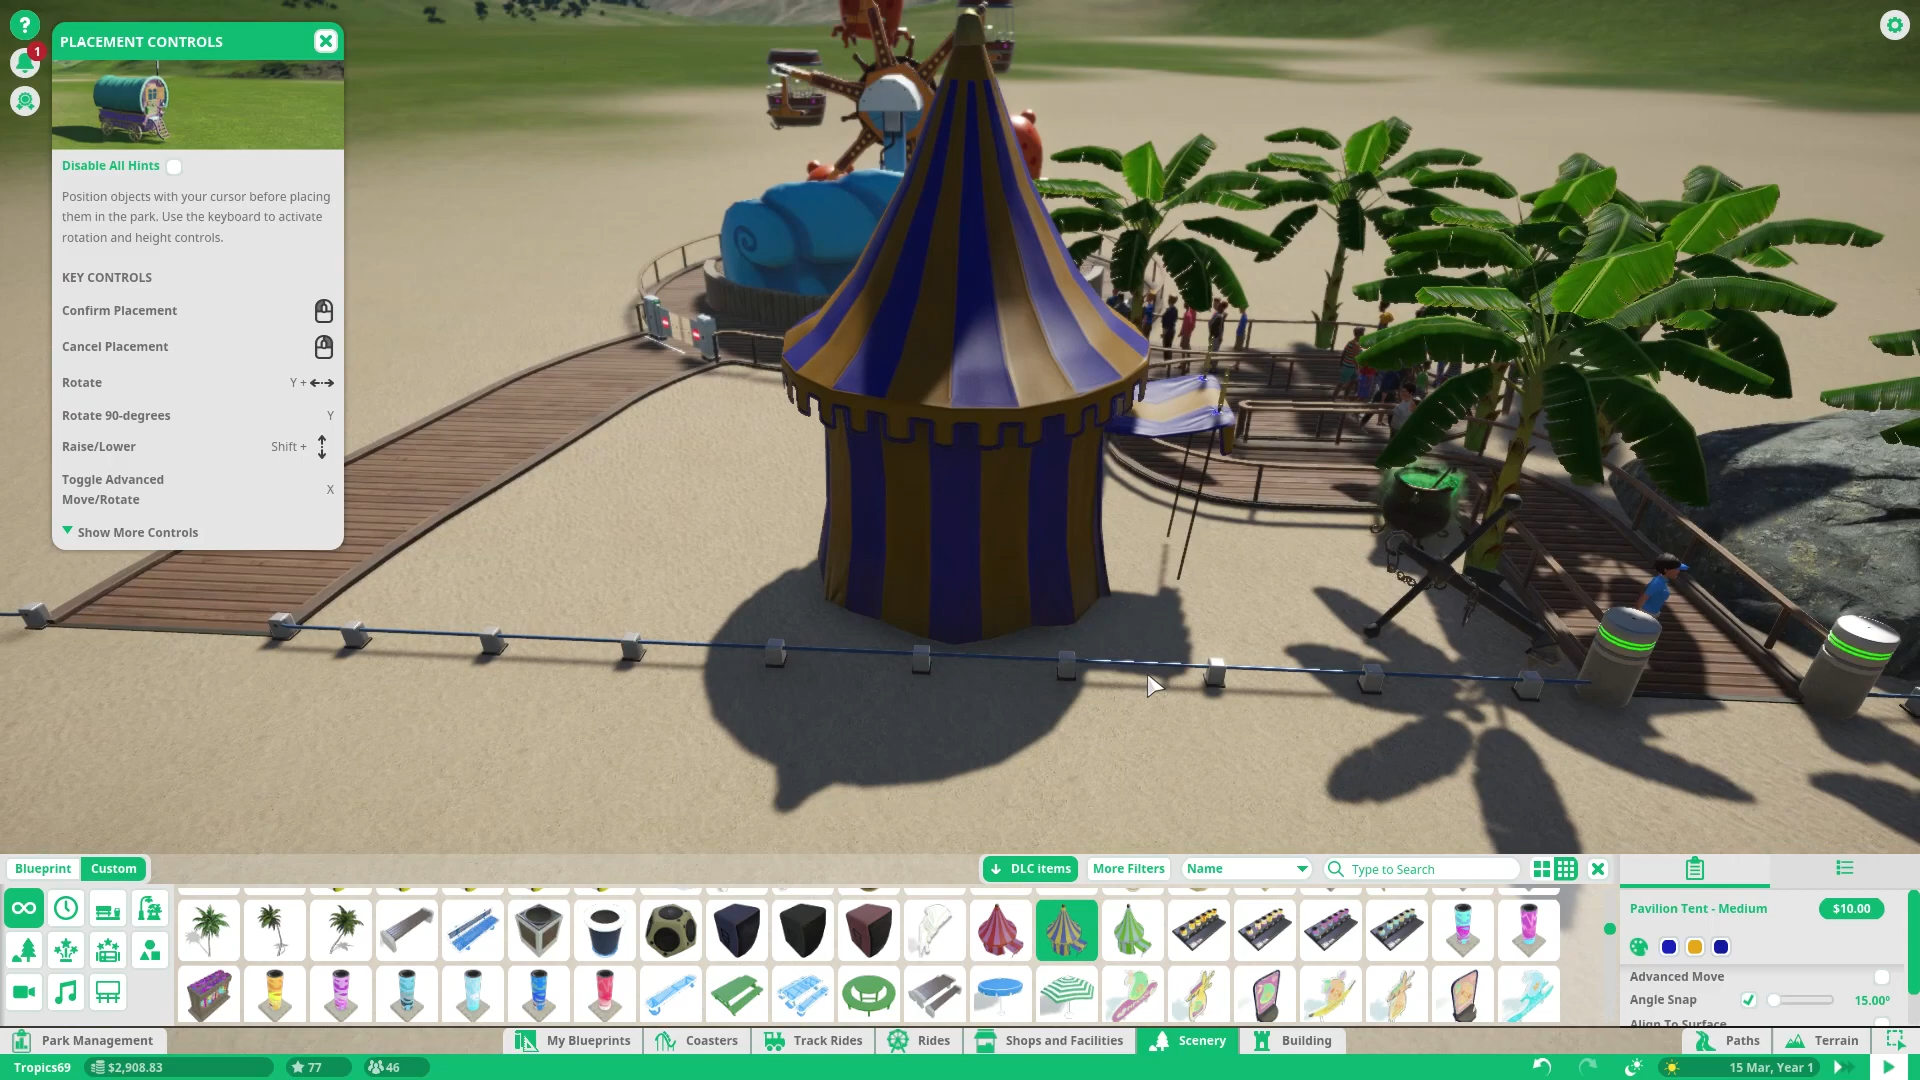 ?
1
PLACEMENT CONTROLS
Disable All Hints
Position objects with your cursor before placing
them in the park. Use the keyboard to activate
rotation and height controls.
KEY CONTROLS
Confirm Placement
Cancel Placement
Rotate Y +
Rotate 90-degrees Y
Raise/Lower Shift +
Toggle Advanced
Move/Rotate X
Show More Controls
Blueprint Custom
DLC items More Filters Name Type to Search
Pavilion Tent - Medium $10.00
Advanced Move
Angle Snap 15.00°
Align To Surface
Park Management My Blueprints Coasters Track Rides Rides Shops and Facilities Scenery Building Paths Terrain
Tropics69 $2,908.83 77 46 15 Mar, Year 1